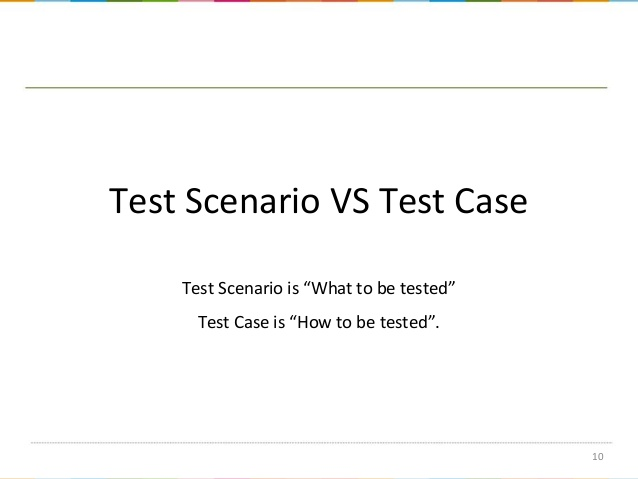 Test Scenario VS Test Case
Test Scenario is “What to be tested”
Test Case is “How to be tested”.
10